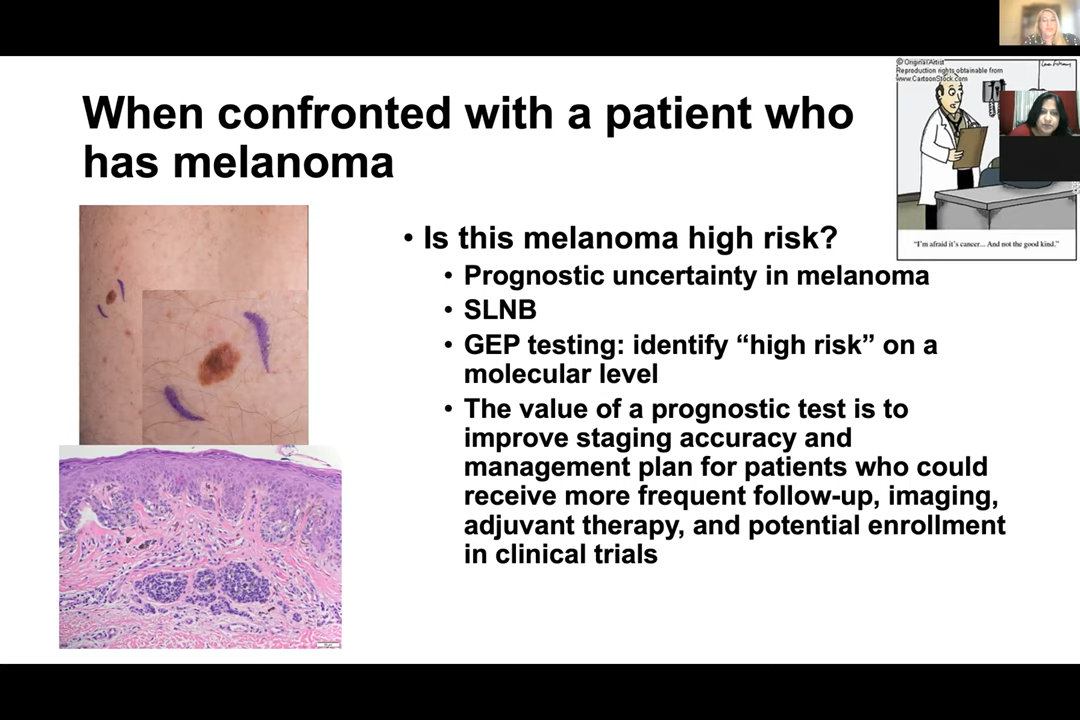 © Original Artist
Reproduction rights obtainable from
www.CartoonStock.com
When confronted with a patient who
has melanoma
"I'm afraid it's cancer... And not the good kind."
• Is this melanoma high risk?
• Prognostic uncertainty in melanoma
• SLNB
• GEP testing: identify “high risk” on a
molecular level
• The value of a prognostic test is to
improve staging accuracy and
management plan for patients who could
receive more frequent follow-up, imaging,
adjuvant therapy, and potential enrollment
in clinical trials